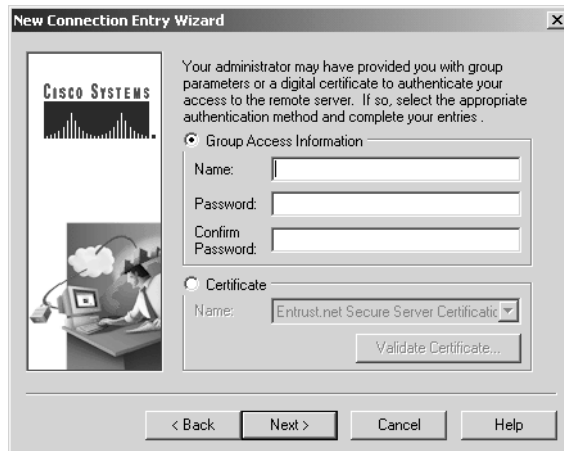 New Connection Entry Wizard
CISCO SYSTEMS
Your administrator may have provided you with group
parameters or a digital certificate to authenticate your
access to the remote server. If so, select the appropriate
authentication method and complete your entries .
Group Access Information
Name:
Password:
Confirm
Password:
Certificate
Name:
Entrust.net Secure Server Certificatic
Validate Certificate...
< Back
Next >
Cancel
Help